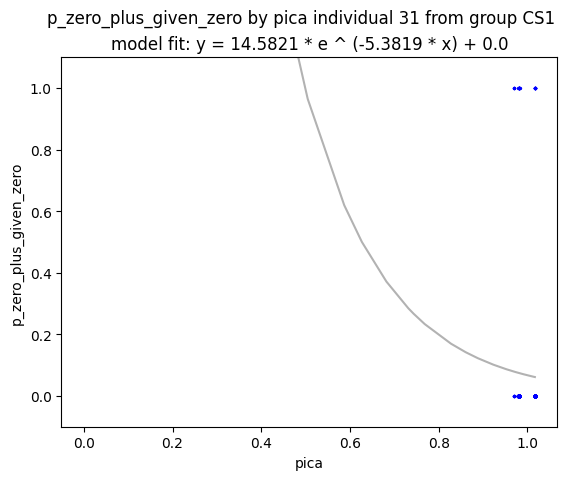 p_zero_plus_given_zero by pica individual 31 from group CS1
model fit: y = 14.5821 * e ^ (-5.3819 * x) + 0.0
1.0
0.8
0.6
0.4
0.2
0.0
p_zero_plus_given_zero
0.0 0.2 0.4 0.6 0.8 1.0
pica